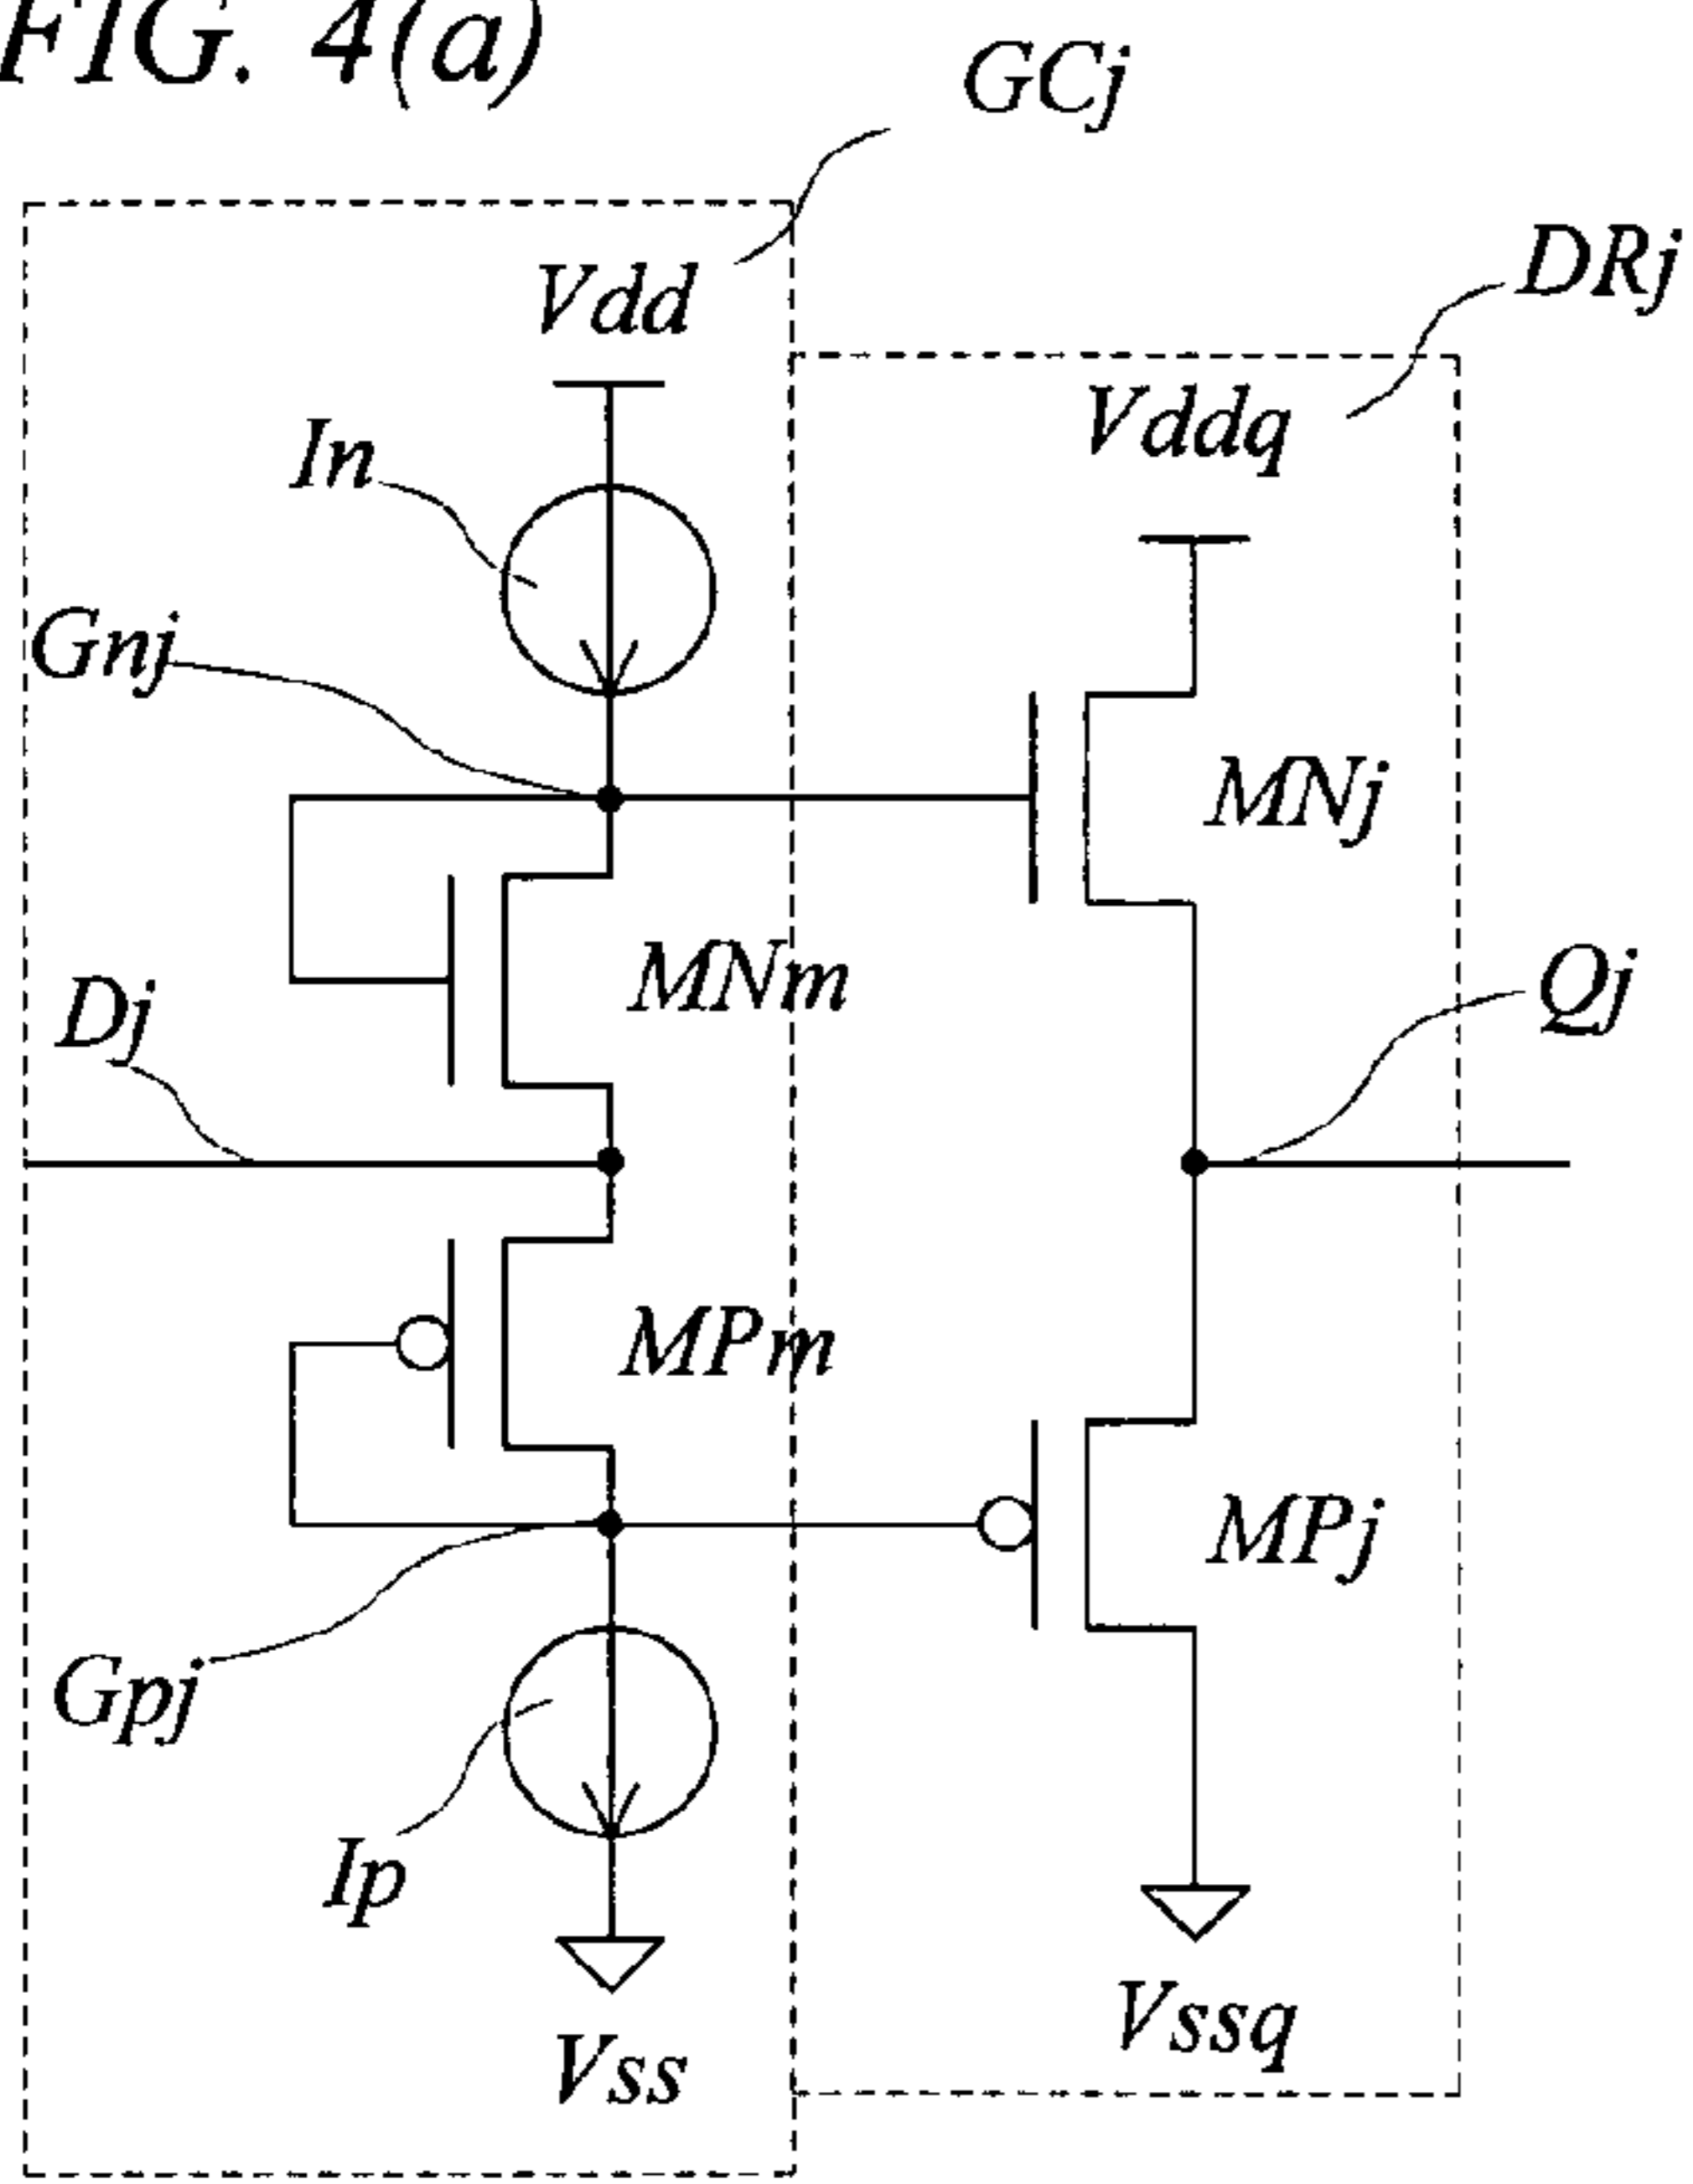 FIG. 4(a)
GCj
DRj
Vdd
Vddq
In
Gnj
MNj
MNm
Dj
Qj
MPm
MPj
Gpj
Ip
Vssq
Vss